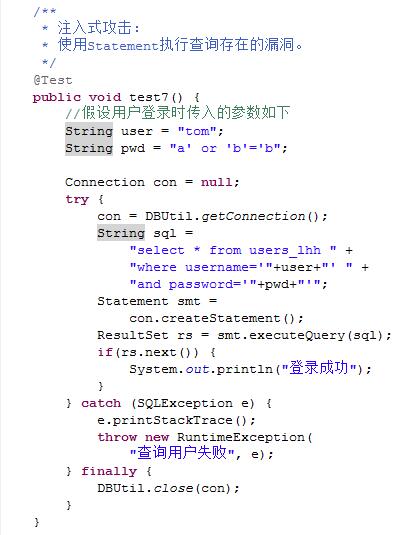 /**
 * 注入式攻击:
 * 使用Statement执行查询存在的漏洞。
 */
@Test
public void test7() {
    //假设用户登录时传入的参数如下
    String user = "tom";
    String pwd = "a' or 'b'='b";

    Connection con = null;
    try {
        con = DBUtil.getConnection();
        String sql =
            "select * from users_lhh " +
            "where username='"+user+"' " +
            "and password='"+pwd+"'";
        Statement smt =
            con.createStatement();
        ResultSet rs = smt.executeQuery(sql);
        if(rs.next()) {
            System.out.println("登录成功");
        }
    } catch (SQLException e) {
        e.printStackTrace();
        throw new RuntimeException(
            "查询用户失败", e);
    } finally {
        DBUtil.close(con);
    }
}